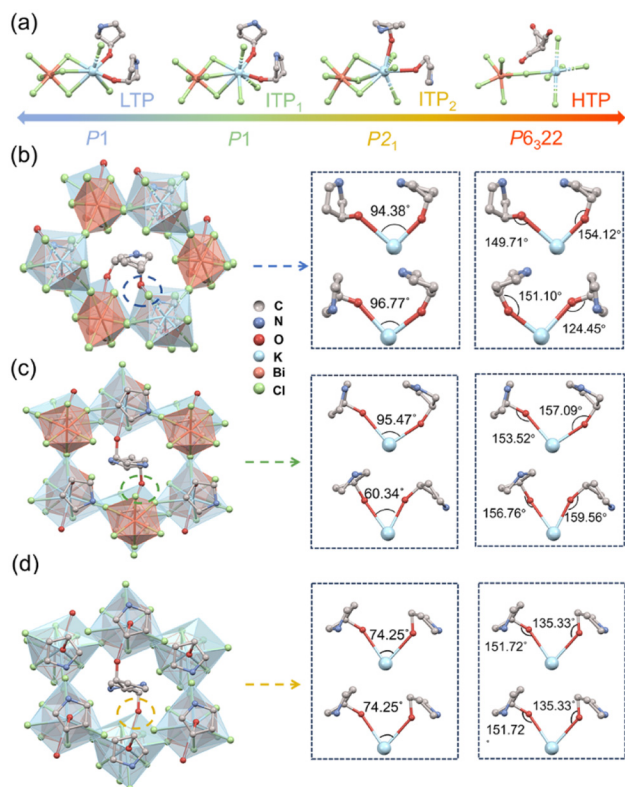 (a)
LTP ITP₁ ITP₂ HTP
P1 P1 P2₁ P6₃22
(b)
94.38° 149.71° 154.12°
96.77° 151.10° 124.45°
C
N
O
K
Bi
Cl
(c)
95.47° 153.52° 157.09°
60.34° 156.76° 159.56°
(d)
74.25° 151.72° 135.33°
74.25° 151.72° 135.33°